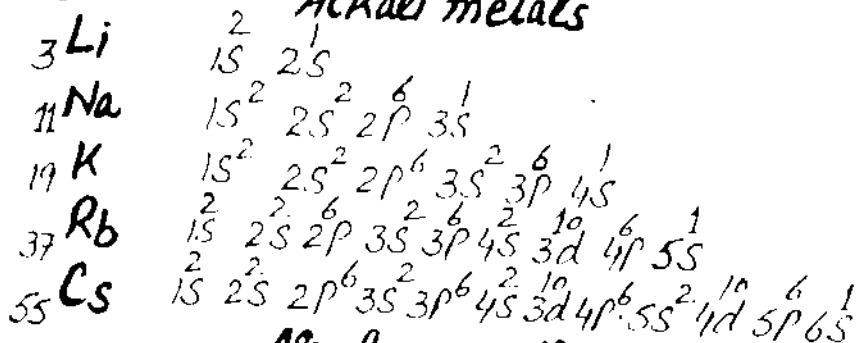 Alkali metals
₃Li 1s² 2s¹
₁₁Na 1s² 2s² 2p⁶ 3s¹
₁₉K 1s² 2s² 2p⁶ 3s² 3p⁶ 4s¹
₃₇Rb 1s² 2s² 2p⁶ 3s² 3p⁶ 4s² 3d¹⁰ 4p⁶ 5s¹
₅₅Cs 1s² 2s² 2p⁶ 3s² 3p⁶ 4s² 3d¹⁰ 4p⁶ 5s² 4d¹⁰ 5p⁶ 6s¹